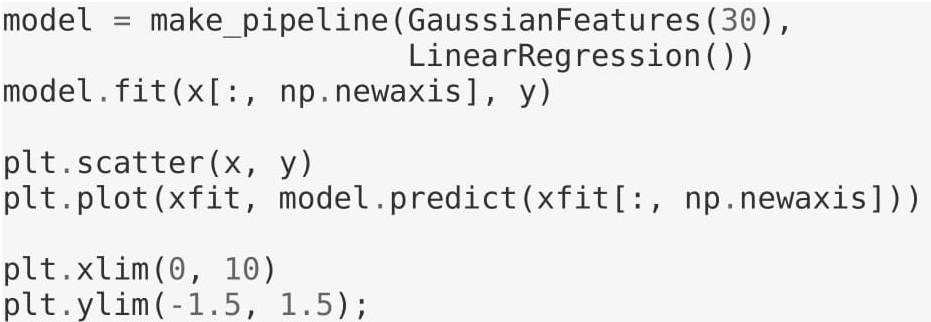 model = make_pipeline(GaussianFeatures(30),
                      LinearRegression())
model.fit(x[:, np.newaxis], y)

plt.scatter(x, y)
plt.plot(xfit, model.predict(xfit[:, np.newaxis]))

plt.xlim(0, 10)
plt.ylim(-1.5, 1.5);